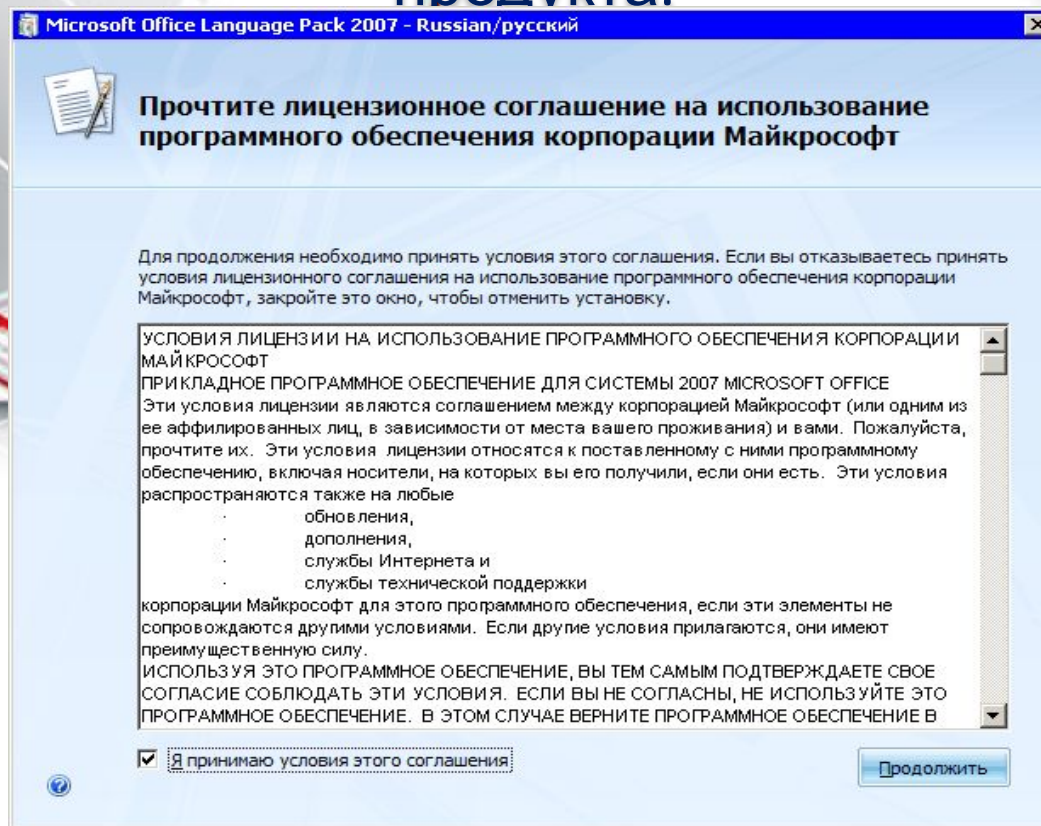 продукта.
Microsoft Office Language Pack 2007 - Russian/русский
Прочтите лицензионное соглашение на использование
программного обеспечения корпорации Майкрософт
Для продолжения необходимо принять условия этого соглашения. Если вы отказываетесь принять
условия лицензионного соглашения на использование программного обеспечения корпорации
Майкрософт, закройте это окно, чтобы отменить установку.
УСЛОВИЯ ЛИЦЕНЗИИ НА ИСПОЛЬЗОВАНИЕ ПРОГРАММНОГО ОБЕСПЕЧЕНИЯ КОРПОРАЦИИ
МАЙКРОСОФТ
ПРИКЛАДНОЕ ПРОГРАММНОЕ ОБЕСПЕЧЕНИЕ ДЛЯ СИСТЕМЫ 2007 MICROSOFT OFFICE
Эти условия лицензии являются соглашением между корпорацией Майкрософт (или одним из
ее аффилированных лиц, в зависимости от места вашего проживания) и вами. Пожалуйста,
прочтите их. Эти условия лицензии относятся к поставленному с ними программному
обеспечению, включая носители, на которых вы его получили, если они есть. Эти условия
распространяются также на любые
· обновления,
· дополнения,
· службы Интернета и
· службы технической поддержки
корпорации Майкрософт для этого программного обеспечения, если эти элементы не
сопровождаются другими условиями. Если другие условия прилагаются, они имеют
преимущественную силу.
ИСПОЛЬЗУЯ ЭТО ПРОГРАММНОЕ ОБЕСПЕЧЕНИЕ, ВЫ ТЕМ САМЫМ ПОДТВЕРЖДАЕТЕ СВОЕ
СОГЛАСИЕ СОБЛЮДАТЬ ЭТИ УСЛОВИЯ. ЕСЛИ ВЫ НЕ СОГЛАСНЫ, НЕ ИСПОЛЬЗУЙТЕ ЭТО
ПРОГРАММНОЕ ОБЕСПЕЧЕНИЕ. В ЭТОМ СЛУЧАЕ ВЕРНИТЕ ПРОГРАММНОЕ ОБЕСПЕЧЕНИЕ В
Я принимаю условия этого соглашения
Продолжить